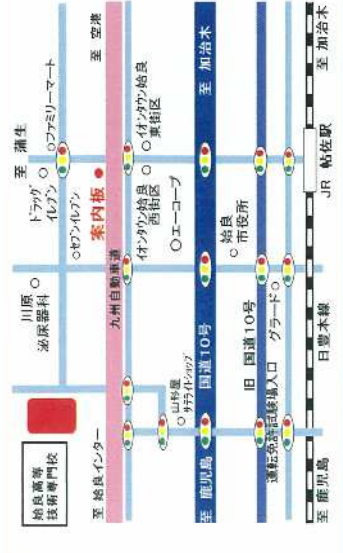 至 蒲生
ファミリーマート
ドラッグ
イレブン
セブンイレブン
案内板
川原
泌尿器科
姶良高等
技術専門校
至 空港
九州自動車道
至 姶良インター
イオンタウン姶良
東街区
イオンタウン姶良
西街区
エーコープ
山形屋
サテライトショップ
至 加治木
国道10号
至 鹿児島
姶良
市役所
旧 国道10号
運転免許試験場入口
グラード
至 加治木
JR 帖佐駅
日豊本線
至 鹿児島